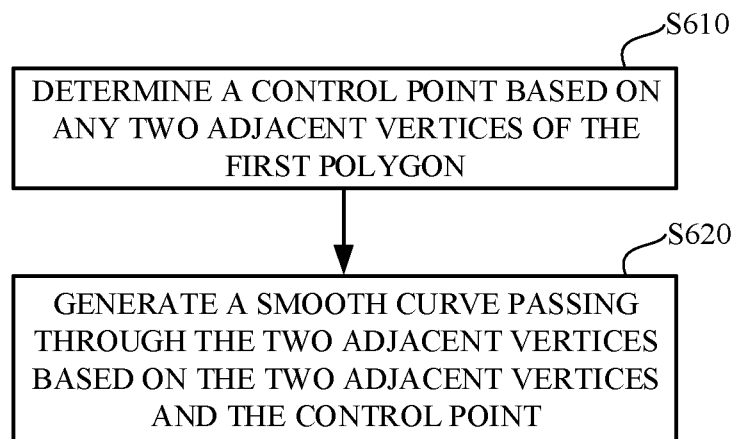 S610
DETERMINE A CONTROL POINT BASED ON
ANY TWO ADJACENT VERTICES OF THE
FIRST POLYGON
S620
GENERATE A SMOOTH CURVE PASSING
THROUGH THE TWO ADJACENT VERTICES
BASED ON THE TWO ADJACENT VERTICES
AND THE CONTROL POINT